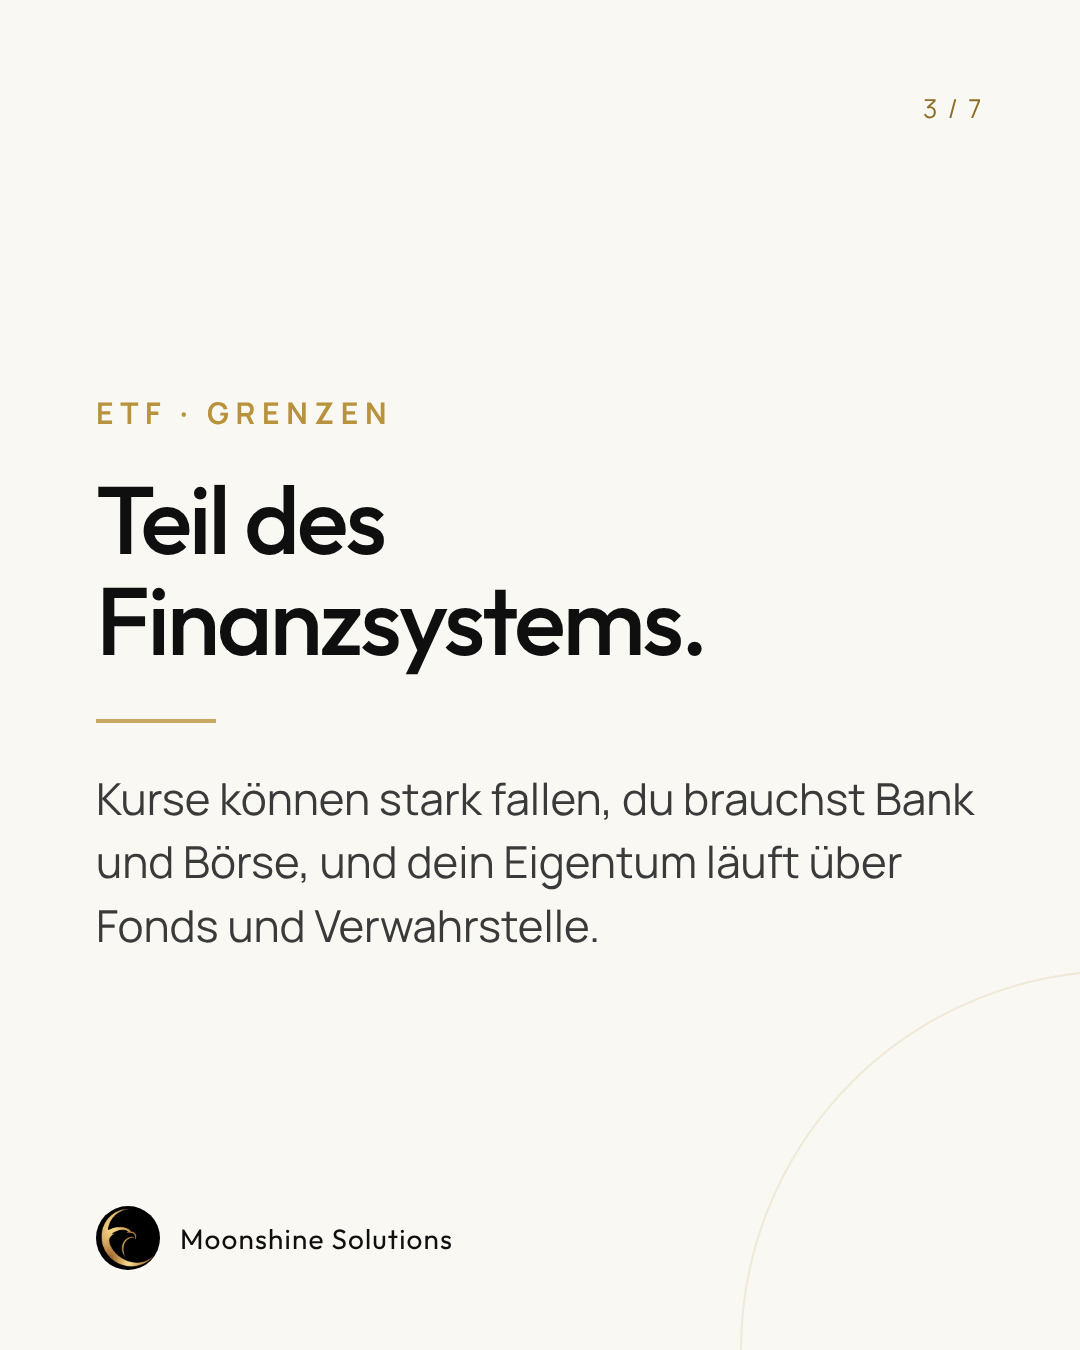 3 / 7
ETF · GRENZEN
Teil des
Finanzsystems.
Kurse können stark fallen, du brauchst Bank
und Börse, und dein Eigentum läuft über
Fonds und Verwahrstelle.
Moonshine Solutions